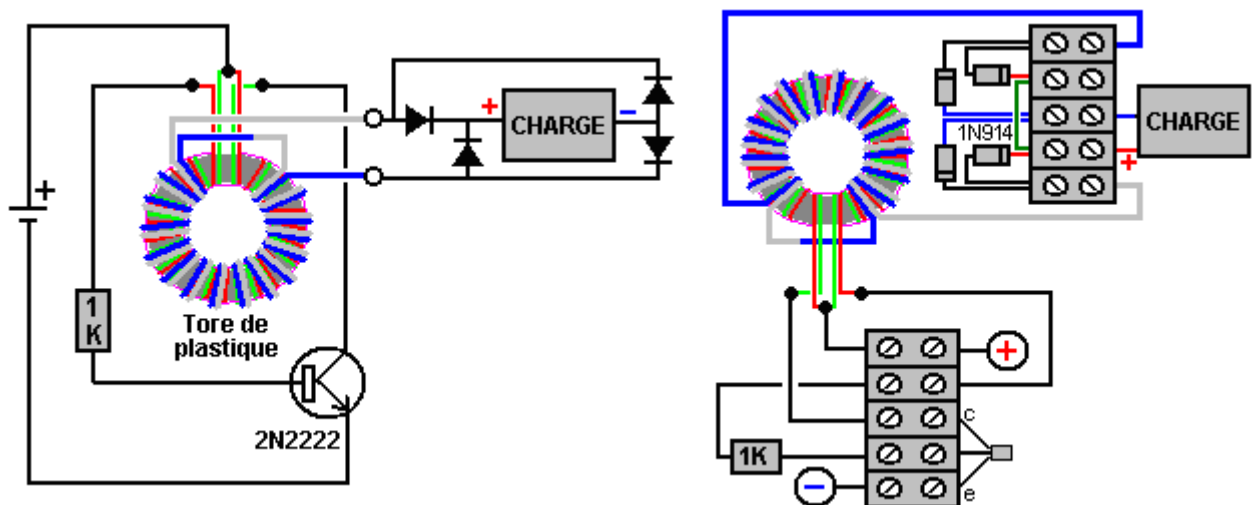 +
+
CHARGE
−
1
K
Tore de
plastique
2N2222
1N914
CHARGE
+
+
c
1K
−
e